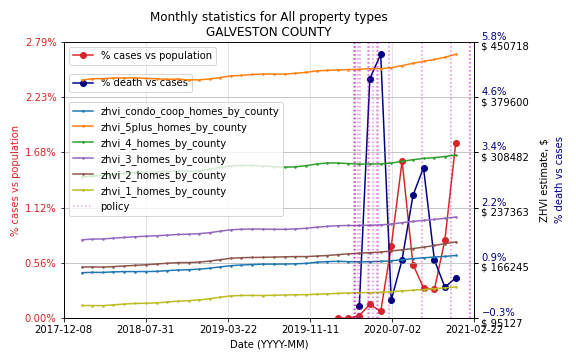 Monthly statistics for All property types
GALVESTON COUNTY
2.79%
2.23%
1.68%
1.12%
0.56%
0.00%
% cases vs population
% cases vs population
% death vs cases
zhvi_condo_coop_homes_by_county
zhvi_5plus_homes_by_county
zhvi_4_homes_by_county
zhvi_3_homes_by_county
zhvi_2_homes_by_county
zhvi_1_homes_by_county
policy
5.8%
$ 450718
4.6%
$ 379600
3.4%
$ 308482
2.2%
$ 237363
0.9%
$ 166245
−0.3%
$ 95127
ZHVI estimate, $
% death vs cases
2017-12-08
2018-07-31
2019-03-22
2019-11-11
2020-07-02
2021-02-22
Date (YYYY-MM)